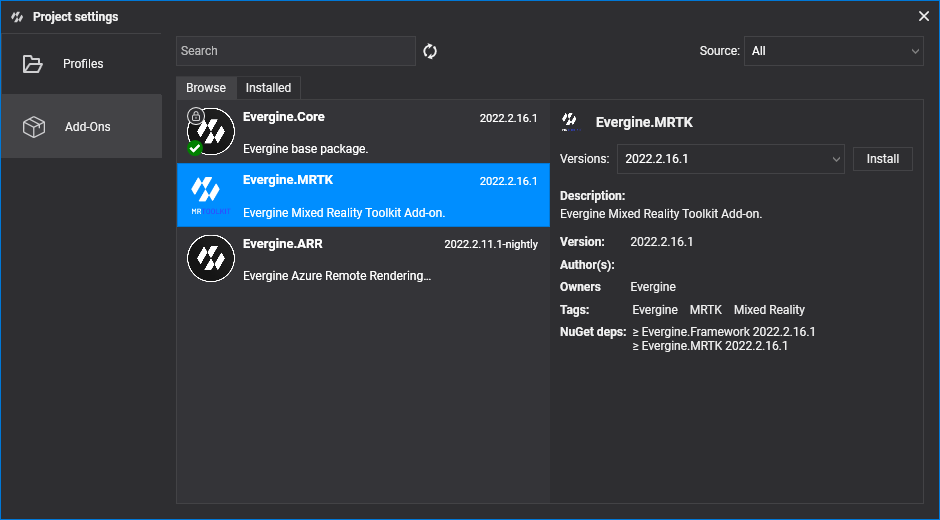 Project settings
Profiles
Add-Ons
Search
Source: All
Browse Installed
Evergine.Core 2022.2.16.1
Evergine base package.
Evergine.MRTK 2022.2.16.1
MRTOOLKIT
Evergine Mixed Reality Toolkit Add-on.
Evergine.ARR 2022.2.11.1-nightly
Evergine Azure Remote Rendering...
Evergine.MRTK
Versions: 2022.2.16.1 Install
Description:
Evergine Mixed Reality Toolkit Add-on.
Version: 2022.2.16.1
Author(s):
Owners Evergine
Tags: Evergine MRTK Mixed Reality
NuGet deps: ≥ Evergine.Framework 2022.2.16.1
≥ Evergine.MRTK 2022.2.16.1